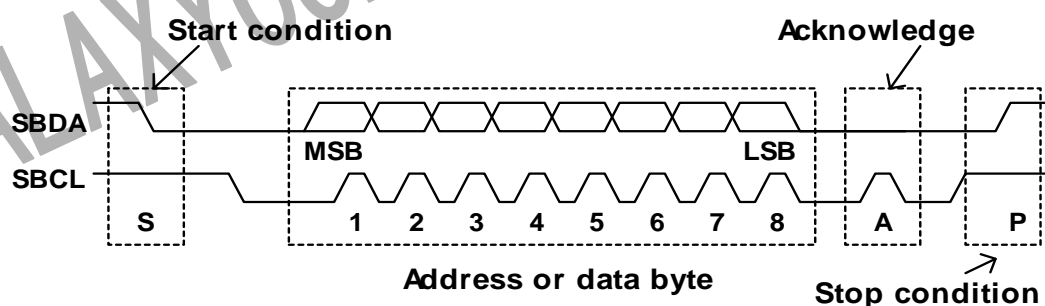 Start condition
Acknowledge
SBDA
MSB
LSB
SBCL
S
1 2 3 4 5 6 7 8
A
P
Address or data byte
Stop condition